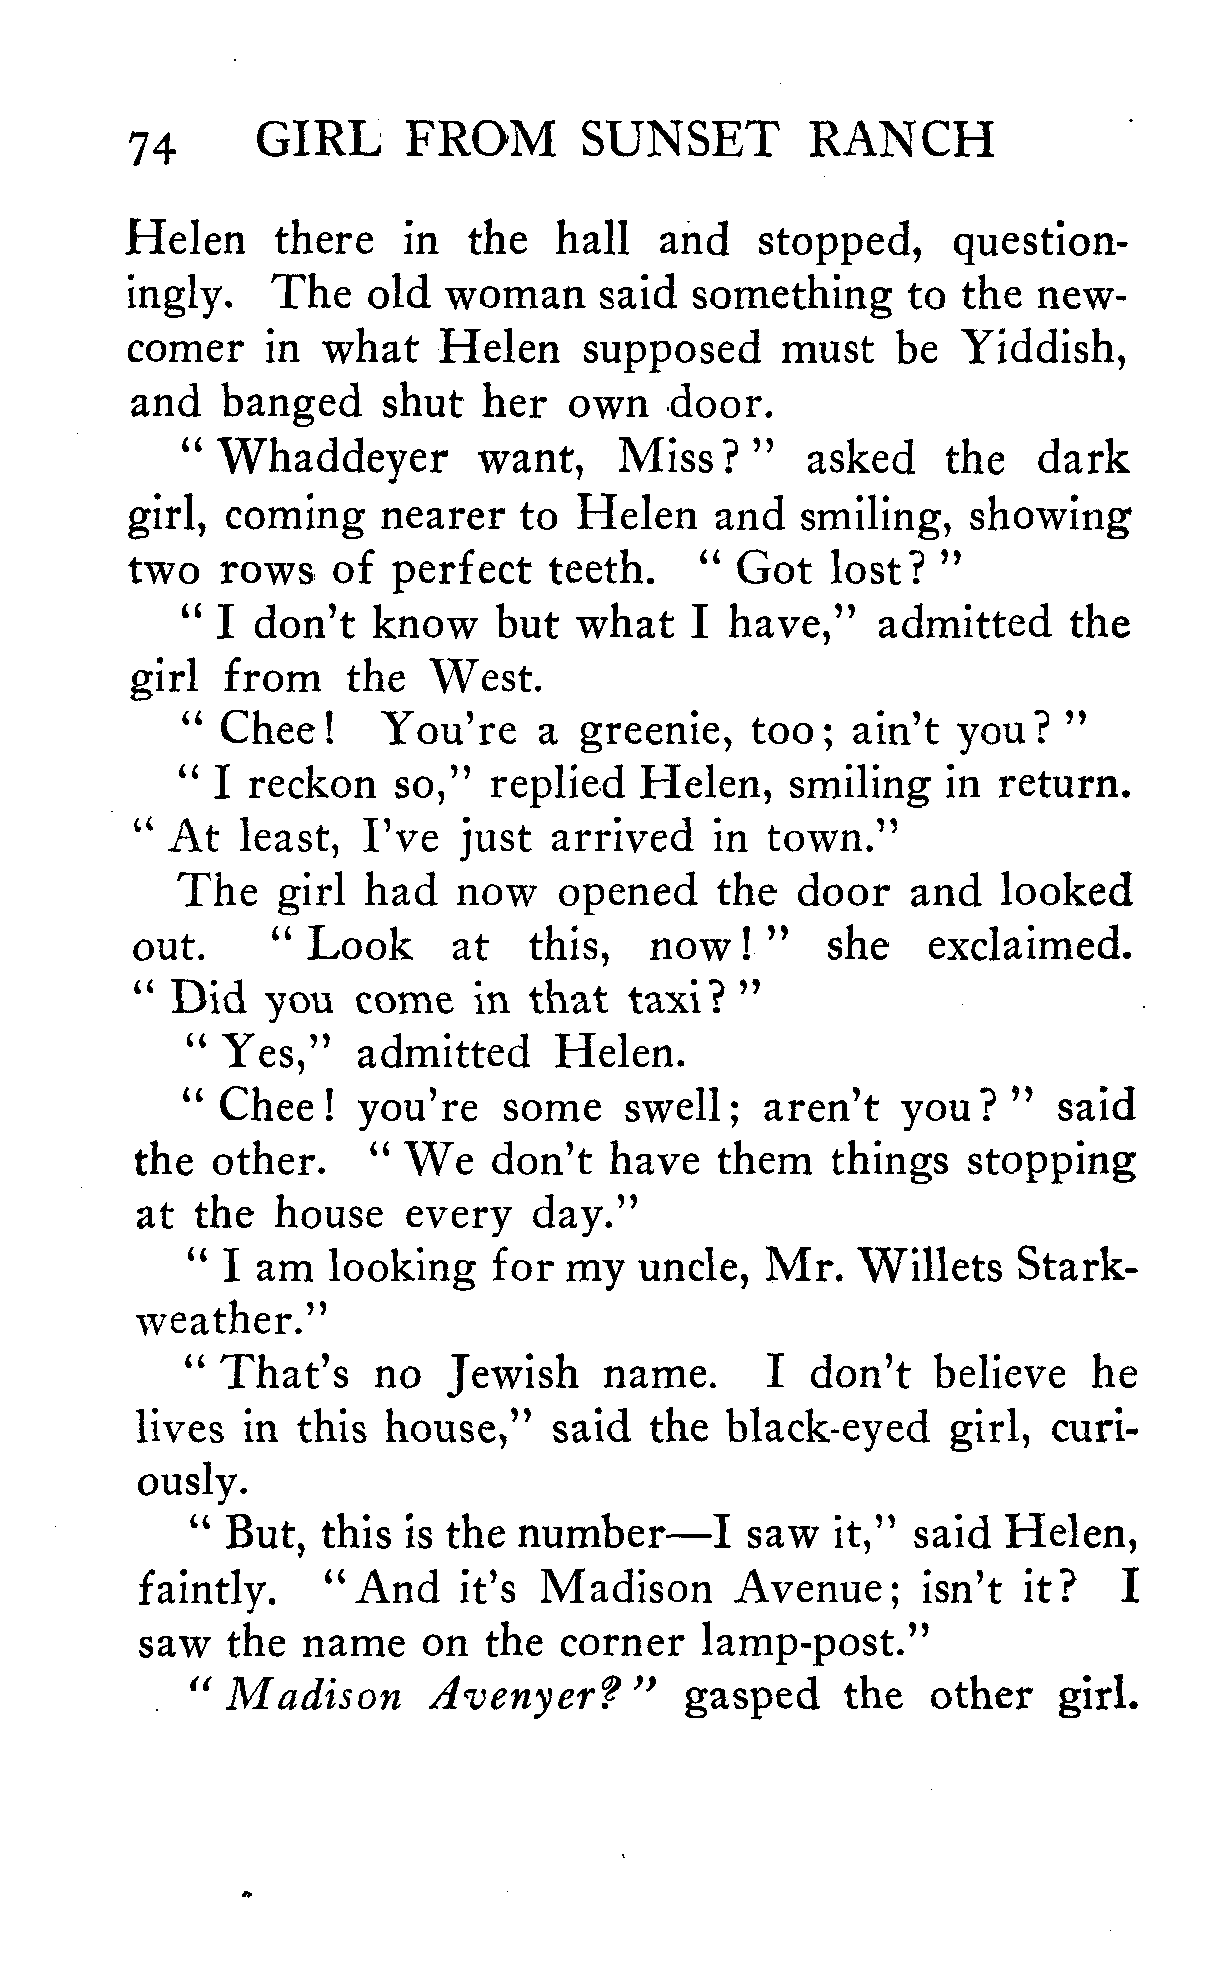 74 GIRL FROM SUNSET RANCH
Helen there in the hall and stopped, question-
ingly. The old woman said something to the new-
comer in what Helen supposed must be Yiddish,
and banged shut her own door.
" Whaddeyer want, Miss? " asked the dark
girl, coming nearer to Helen and smiling, showing
two rows of perfect teeth. " Got lost? "
" I don't know but what I have," admitted the
girl from the West.
" Chee! You're a greenie, too; ain't you? "
" I reckon so," replied Helen, smiling in return.
" At least, I've just arrived in town."
The girl had now opened the door and looked
out. " Look at this, now! " she exclaimed.
" Did you come in that taxi? "
" Yes," admitted Helen.
" Chee! you're some swell; aren't you? " said
the other. " We don't have them things stopping
at the house every day."
" I am looking for my uncle, Mr. Willets Stark-
weather."
" That's no Jewish name. I don't believe he
lives in this house," said the black-eyed girl, curi-
ously.
" But, this is the number—I saw it," said Helen,
faintly. " And it's Madison Avenue; isn't it? I
saw the name on the corner lamp-post."
" Madison Avenyer? " gasped the other girl.